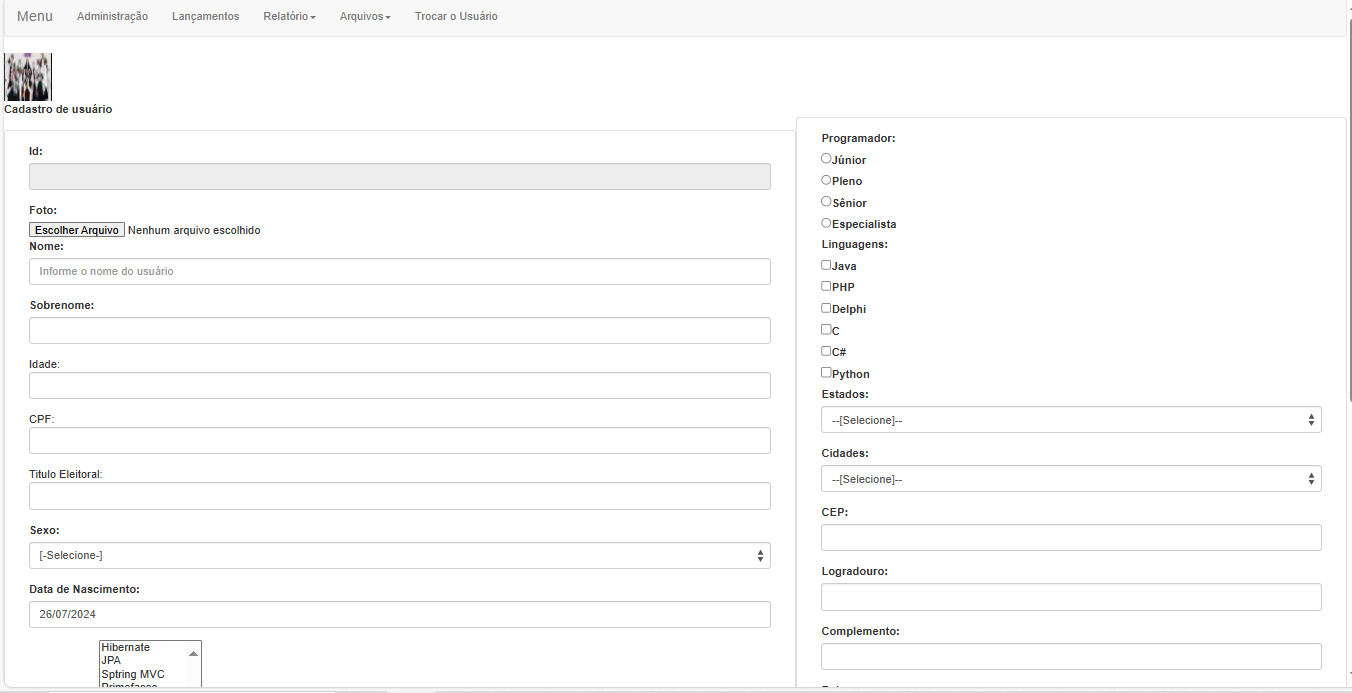 Menu Administração Lançamentos Relatório Arquivos Trocar o Usuário
Cadastro de usuário
Id:
Foto:
Escolher Arquivo Nenhum arquivo escolhido
Nome:
Informe o nome do usuário
Sobrenome:
Idade:
CPF:
Titulo Eleitoral:
Sexo:
[-Selecione-]
Data de Nascimento:
26/07/2024
Hibernate
JPA
Sptring MVC
Primefaces
Programador:
Júnior
Pleno
Sênior
Especialista
Linguagens:
Java
PHP
Delphi
C
C#
Python
Estados:
--[Selecione]--
Cidades:
--[Selecione]--
CEP:
Logradouro:
Complemento: